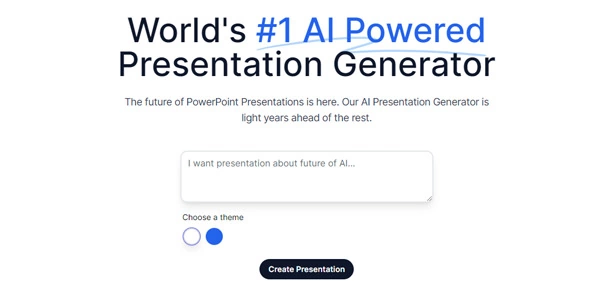 World's #1 AI Powered
Presentation Generator
The future of PowerPoint Presentations is here. Our AI Presentation Generator is
light years ahead of the rest.
I want presentation about future of AI...
Choose a theme
Create Presentation